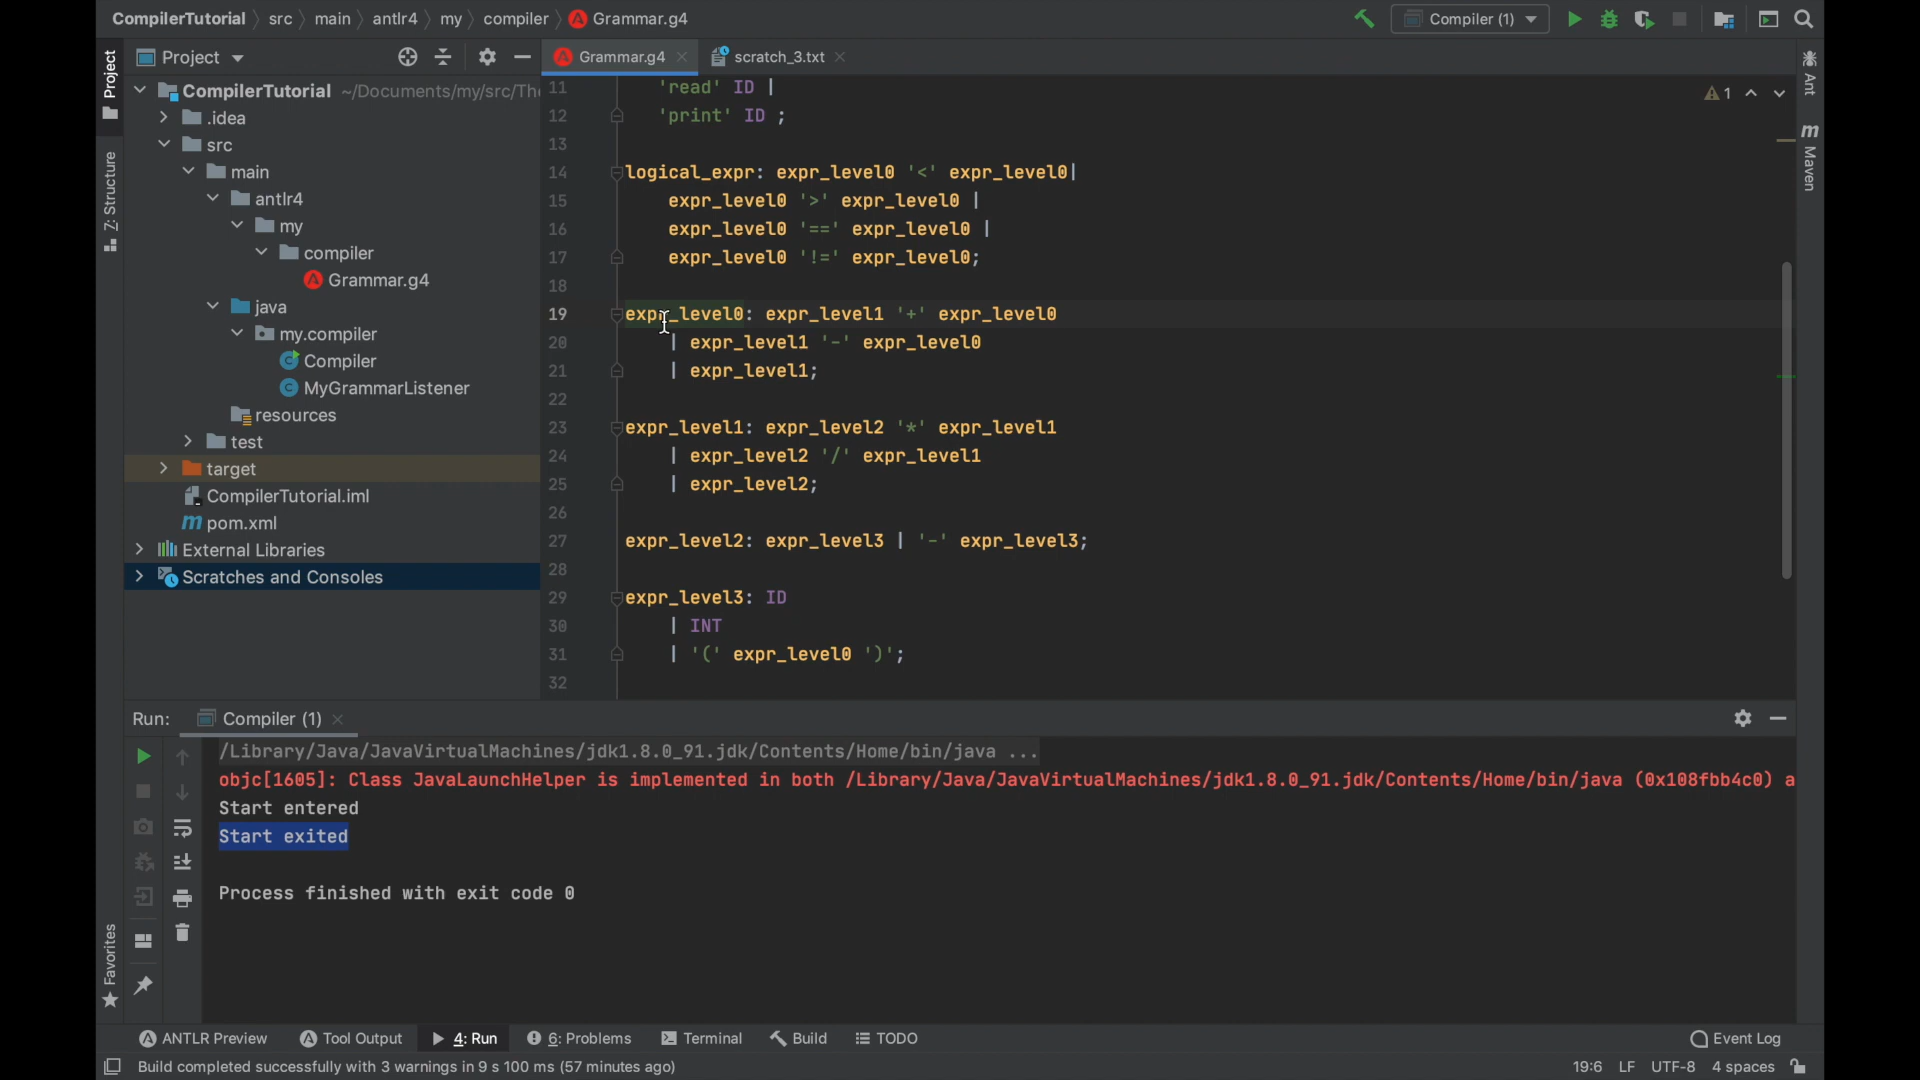 CompilerTutorial src main antlr4 my compiler Grammar.g4 Compiler (1)
Project Grammar.g4 scratch_3.txt
CompilerTutorial ~/Documents/my/src/The
.idea
src
main
antlr4
my
compiler
Grammar.g4
java
my.compiler
Compiler
MyGrammarListener
resources
test
target
CompilerTutorial.iml
pom.xml
External Libraries
Scratches and Consoles
Project
Z: Structure
Favorites
11 'read' ID |
12 'print' ID ;
13
14 logical_expr: expr_level0 '<' expr_level0|
15 expr_level0 '>' expr_level0 |
16 expr_level0 '==' expr_level0 |
17 expr_level0 '!=' expr_level0;
18
19 expr_level0: expr_level1 '+' expr_level0
20 | expr_level1 '-' expr_level0
21 | expr_level1;
22
23 expr_level1: expr_level2 '*' expr_level1
24 | expr_level2 '/' expr_level1
25 | expr_level2;
26
27 expr_level2: expr_level3 | '-' expr_level3;
28
29 expr_level3: ID
30 | INT
31 | '(' expr_level0 ')';
32
1
Ant
Maven
Run: Compiler (1)
/Library/Java/JavaVirtualMachines/jdk1.8.0_91.jdk/Contents/Home/bin/java ...
objc[1605]: Class JavaLaunchHelper is implemented in both /Library/Java/JavaVirtualMachines/jdk1.8.0_91.jdk/Contents/Home/bin/java (0x108fbb4c0) a
Start entered
Start exited
Process finished with exit code 0
ANTLR Preview Tool Output 4: Run 6: Problems Terminal Build TODO Event Log
Build completed successfully with 3 warnings in 9 s 100 ms (57 minutes ago) 19:6 LF UTF-8 4 spaces